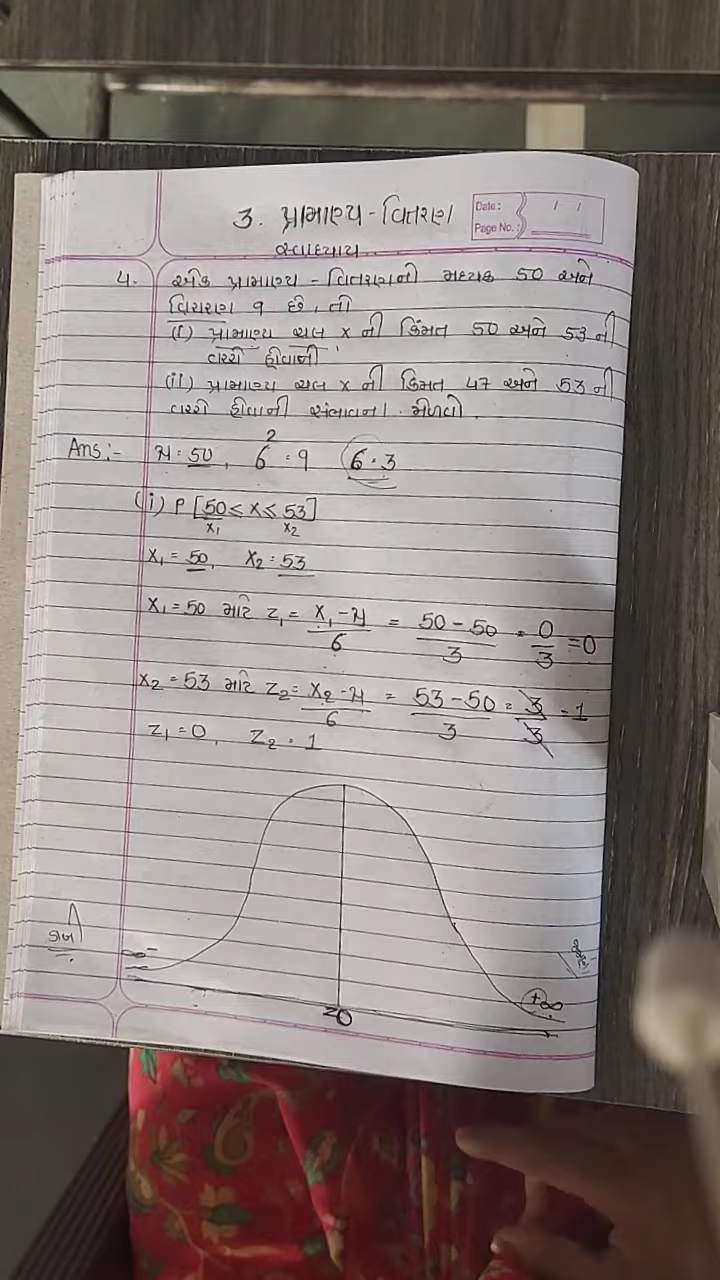 3. પ્રામાણ્ય-વિતરણ
Date: / /
Page No.:
સ્વાધ્યાય
4. એક પ્રામાણ્ય - વિતરણનો મધ્યક 50 અને
વિચરણ 9 છે, તો
(i) પ્રામાણ્ય ચલ x ની કિંમત 50 અને 53 ની
વચ્ચે હોવાની
(ii) પ્રામાણ્ય ચલ x ની કિંમત 47 અને 53 ની
વચ્ચે હોવાની સંભાવના મેળવો.
Ans:- μ = 50, σ² = 9 σ = 3
(i) P [50 ≤ x ≤ 53]
x₁ x₂
x₁ = 50, x₂ = 53
x₁ = 50 માટે z₁ = x₁-μ/σ = 50-50/3 = 0/3 = 0
x₂ = 53 માટે z₂ = x₂-μ/σ = 53-50/3 = 3/3 = 1
z₁ = 0, z₂ = 1
-∞
+∞
z0